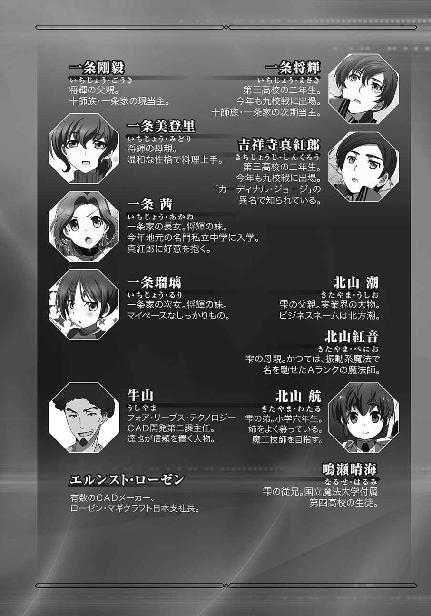 一条剛毅
いちじょう・ごうき
将輝の父親。
十師族・一条家の現当主。
一条将輝
いちじょう・まさき
第三高校の二年生。
今年も九校戦に出場。
十師族・一条家の次期当主。
一条美登里
いちじょう・みどり
将輝の母親。
温和な性格で料理上手。
吉祥寺真紅郎
きちじょうじ・しんくろう
第三高校の二年生。
今年も九校戦に出場。
「カーディナル・ジョージ」の
異名で知られている。
一条 茜
いちじょう・あかね
一条家の長女。将輝の妹。
今年地元の名門私立中学に入学。
真紅郎に好意を抱く。
一条瑠璃
いちじょう・るり
一条家の次女。将輝の妹。
マイペースなしっかりもの。
北山 潮
きたやま・うしお
雫の父親。実業界の大物。
ビジネスネームは北方潮。
北山紅音
きたやま・べにお
雫の母親。かつては、振動系魔法で
名を馳せたAランクの魔法師。
牛山
うしやま
フォア・リーブス・テクノロジー
CAD開発第三課主任。
達也が信頼を置く人物。
北山 航
きたやま・わたる
雫の弟。小学六年生。
姉をよく慕っている。
魔工技師を目指す。
エルンスト・ローゼン
有数のCADメーカー、
ローゼン・マギクラフト日本支社長。
鳴瀬晴海
なるせ・はるみ
雫の従兄。国立魔法大学付属
第四高校の生徒。